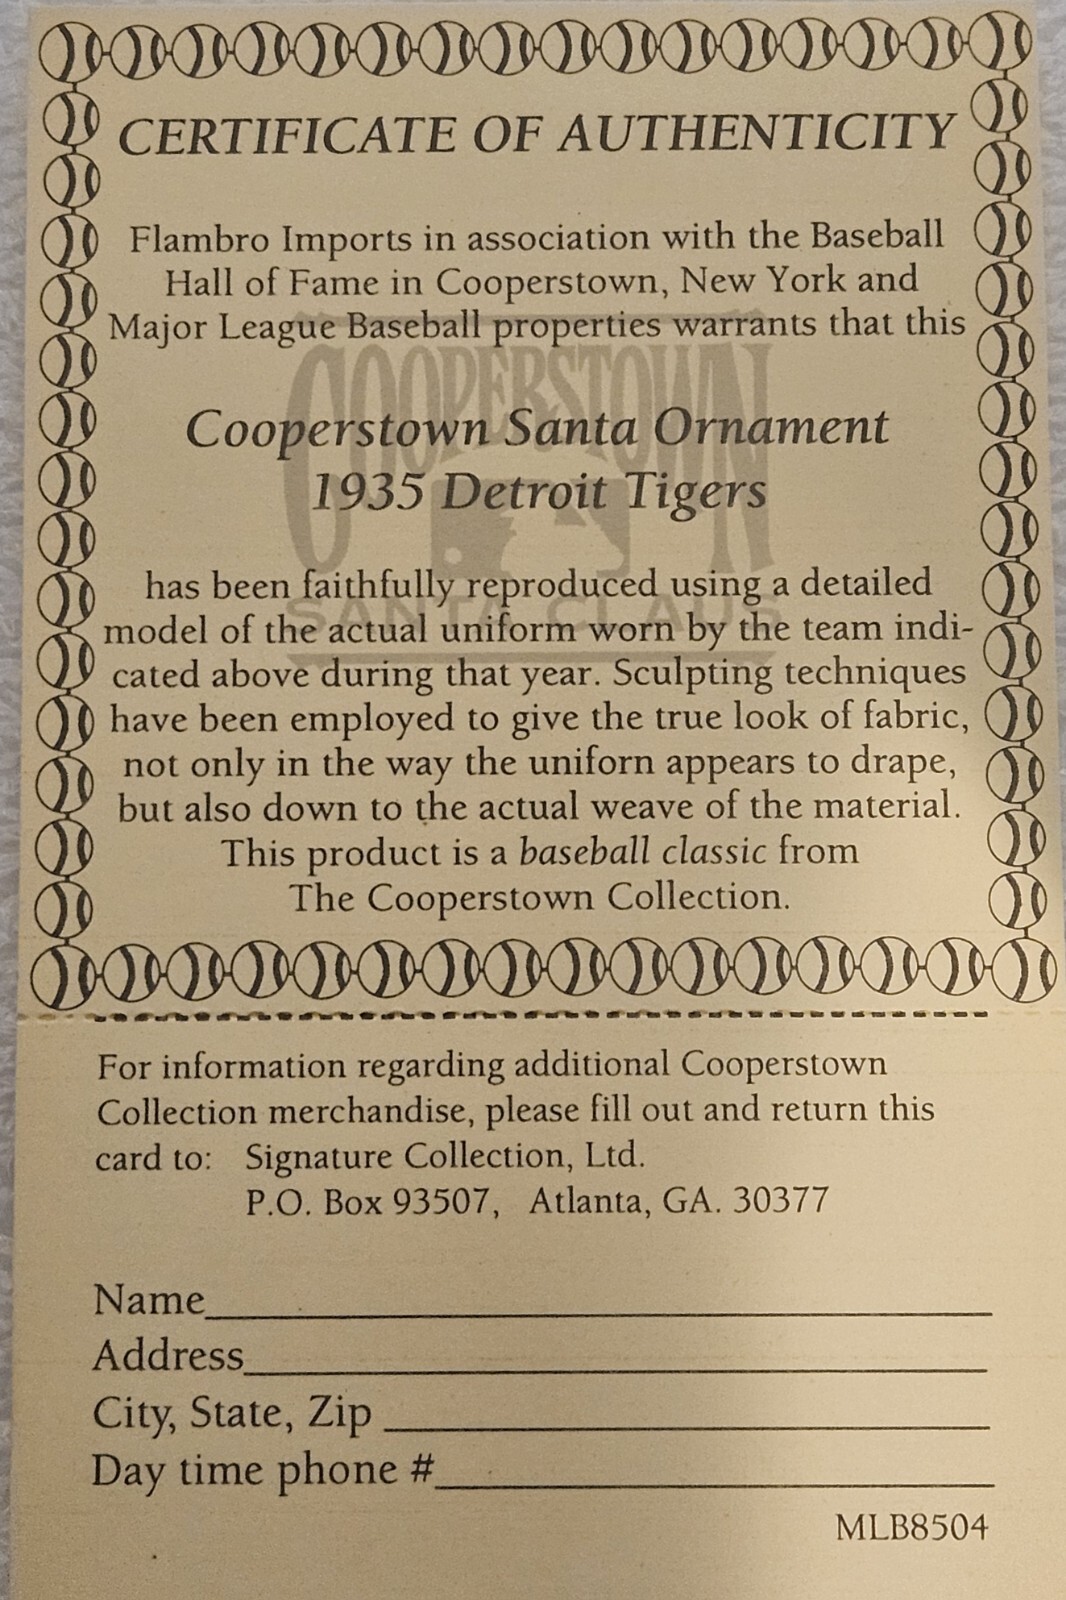 CERTIFICATE OF AUTHENTICITY
Flambro Imports in association with the Baseball
Hall of Fame in Cooperstown, New York and
Major League Baseball properties warrants that this
COOPERSTOWN
Cooperstown Santa Ornament
1935 Detroit Tigers
SANTA CLAUS
has been faithfully reproduced using a detailed
model of the actual uniform worn by the team indi-
cated above during that year. Sculpting techniques
have been employed to give the true look of fabric,
not only in the way the uniforn appears to drape,
but also down to the actual weave of the material.
This product is a baseball classic from
The Cooperstown Collection.
For information regarding additional Cooperstown
Collection merchandise, please fill out and return this
card to: Signature Collection, Ltd.
P.O. Box 93507, Atlanta, GA. 30377
Name
Address
City, State, Zip
Day time phone #
MLB8504